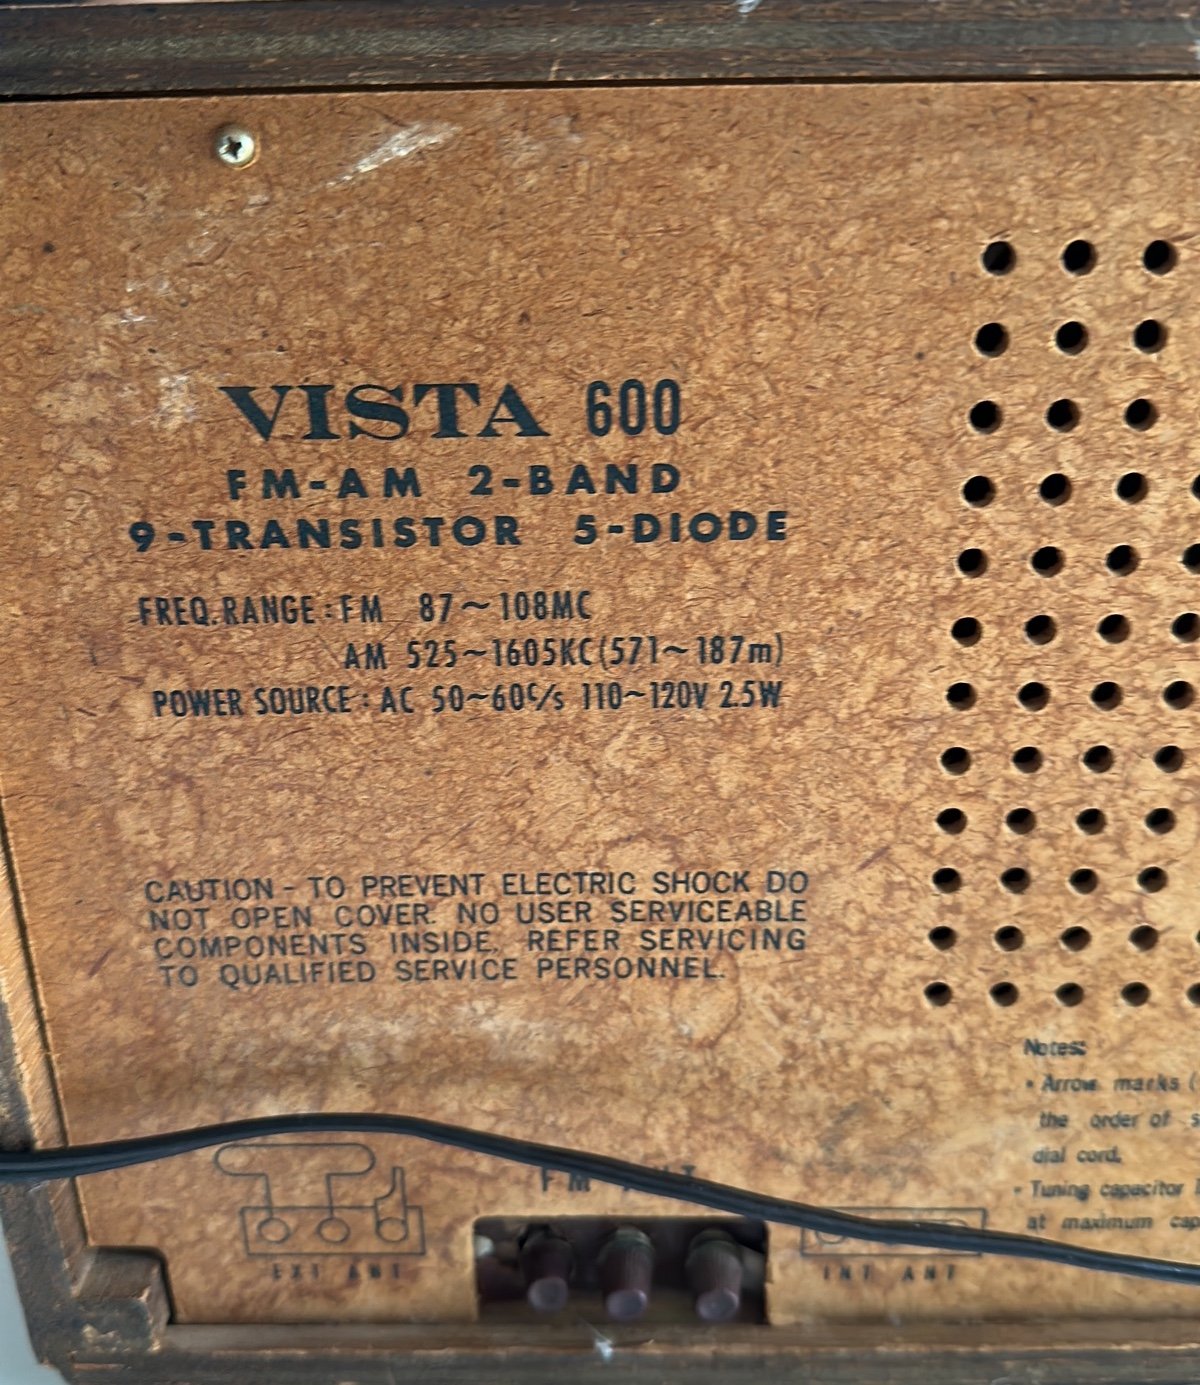 VISTA 600
FM-AM 2-BAND
9-TRANSISTOR 5-DIODE
FREQ. RANGE : FM 87~108MC
AM 525~1605KC(571~187m)
POWER SOURCE : AC 50~60c/s 110~120V 2.5W
CAUTION - TO PREVENT ELECTRIC SHOCK DO
NOT OPEN COVER. NO USER SERVICEABLE
COMPONENTS INSIDE. REFER SERVICING
TO QUALIFIED SERVICE PERSONNEL.
Notes:
• Arrow marks (
the order of
dial cord.
• Tuning capacitor
at maximum
FM ANT
EXT ANT
INT ANT